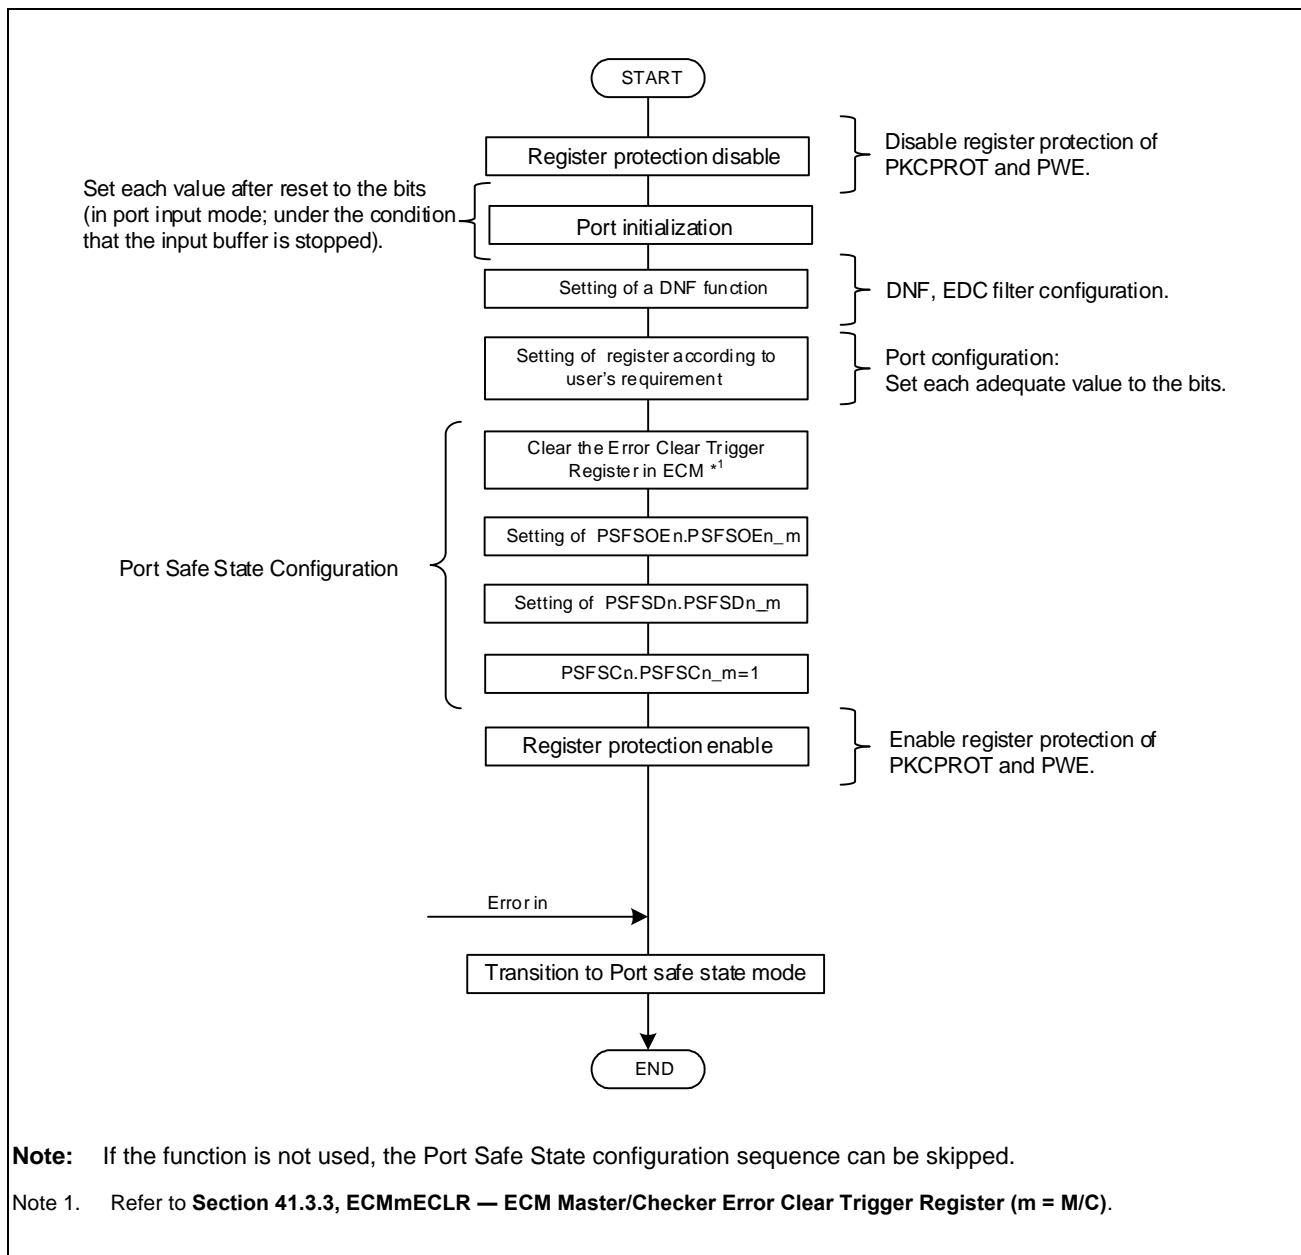 START
Register protection disable
Disable register protection of
PKCPROT and PWE.
Set each value after reset to the bits
(in port input mode; under the condition
that the input buffer is stopped).
Port initialization
Setting of a DNF function
DNF, EDC filter configuration.
Setting of register according to
user's requirement
Port configuration:
Set each adequate value to the bits.
Port Safe State Configuration
Clear the Error Clear Trigger
Register in ECM *1
Setting of PSFSOEn.PSFSOEn_m
Setting of PSFSDn.PSFSDn_m
PSFSCn.PSFSCn_m=1
Register protection enable
Enable register protection of
PKCPROT and PWE.
Error in
Transition to Port safe state mode
END
Note: If the function is not used, the Port Safe State configuration sequence can be skipped.
Note 1. Refer to Section 41.3.3, ECMmECLR — ECM Master/Checker Error Clear Trigger Register (m = M/C).